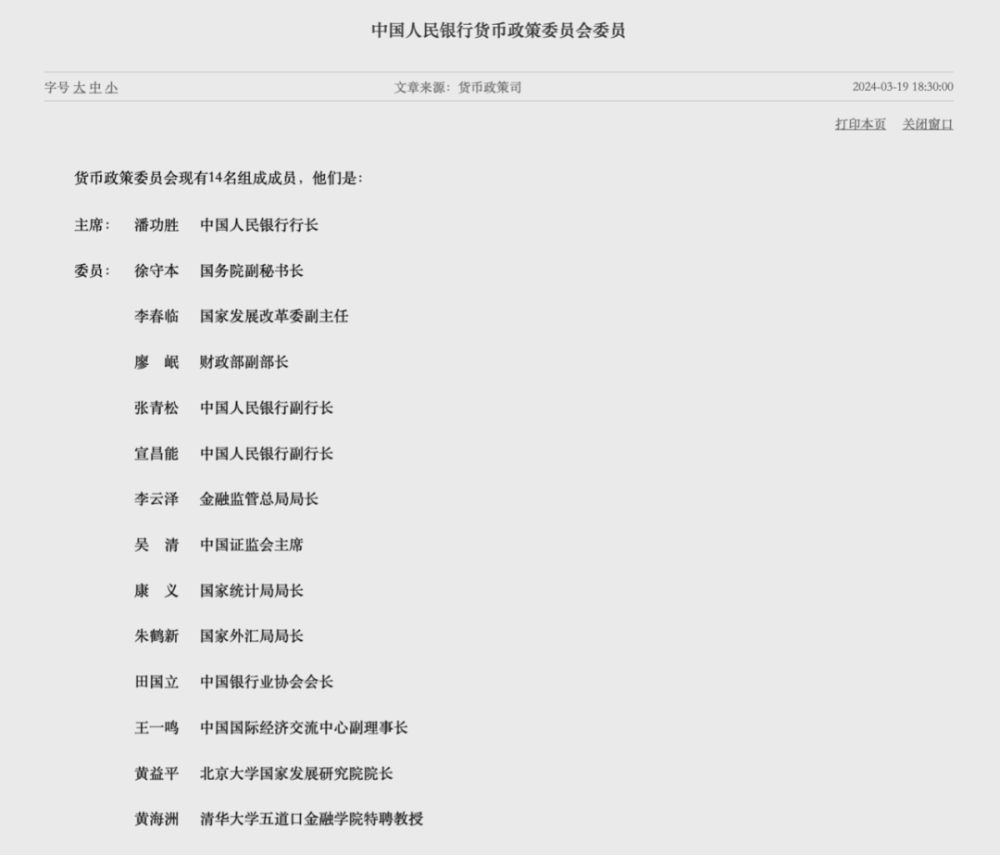 中国人民银行货币政策委员会委员
字号 大 中 小 文章来源：货币政策司 2024-03-19 18:30:00
打印本页 关闭窗口
货币政策委员会现有14名组成成员，他们是：
主席： 潘功胜 中国人民银行行长
委员： 徐守本 国务院副秘书长
李春临 国家发展改革委副主任
廖 岷 财政部副部长
张青松 中国人民银行副行长
宣昌能 中国人民银行副行长
李云泽 金融监管总局局长
吴 清 中国证监会主席
康 义 国家统计局局长
朱鹤新 国家外汇局局长
田国立 中国银行业协会会长
王一鸣 中国国际经济交流中心副理事长
黄益平 北京大学国家发展研究院院长
黄海洲 清华大学五道口金融学院特聘教授